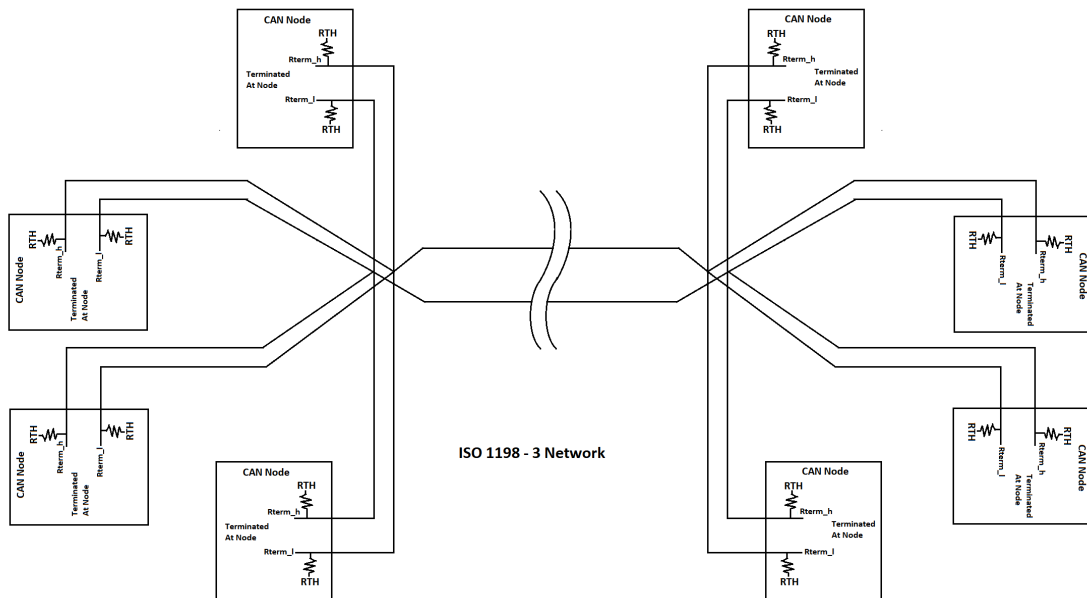 CAN Node
RTH
Rterm_h
Terminated
At Node
Rterm_l
RTH
CAN Node
RTH
Rterm_h
Terminated
At Node
Rterm_l
RTH
CAN Node
RTH
Rterm_h
Terminated
At Node
Rterm_l
RTH
RTH
Rterm_l
Terminated
At Node
Rterm_h
RTH
CAN Node
CAN Node
RTH
Rterm_h
Terminated
At Node
Rterm_l
RTH
RTH
Rterm_l
Terminated
At Node
Rterm_h
RTH
CAN Node
ISO 1198 - 3 Network
CAN Node
RTH
Rterm_h
Terminated
At Node
Rterm_l
RTH
CAN Node
RTH
Rterm_h
Terminated
At Node
Rterm_l
RTH